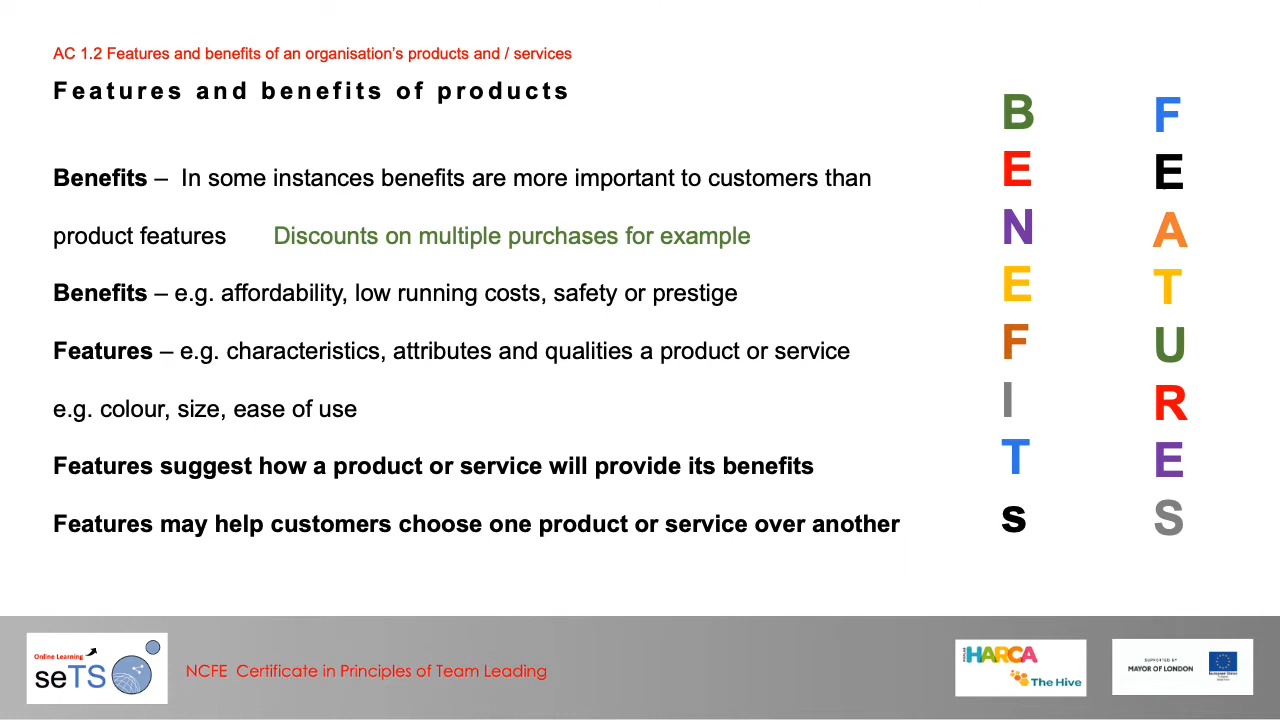 AC 1.2 Features and benefits of an organisation's products and / services
Features and benefits of products
Benefits – In some instances benefits are more important to customers than
product features Discounts on multiple purchases for example
Benefits – e.g. affordability, low running costs, safety or prestige
Features – e.g. characteristics, attributes and qualities a product or service
e.g. colour, size, ease of use
Features suggest how a product or service will provide its benefits
Features may help customers choose one product or service over another
B
E
N
E
F
I
T
s
F
E
A
T
U
R
E
S
Online Learning
seTS
NCFE Certificate in Principles of Team Leading
POPLAR
HARCA
The Hive
SUPPORTED BY
MAYOR OF LONDON
European Union